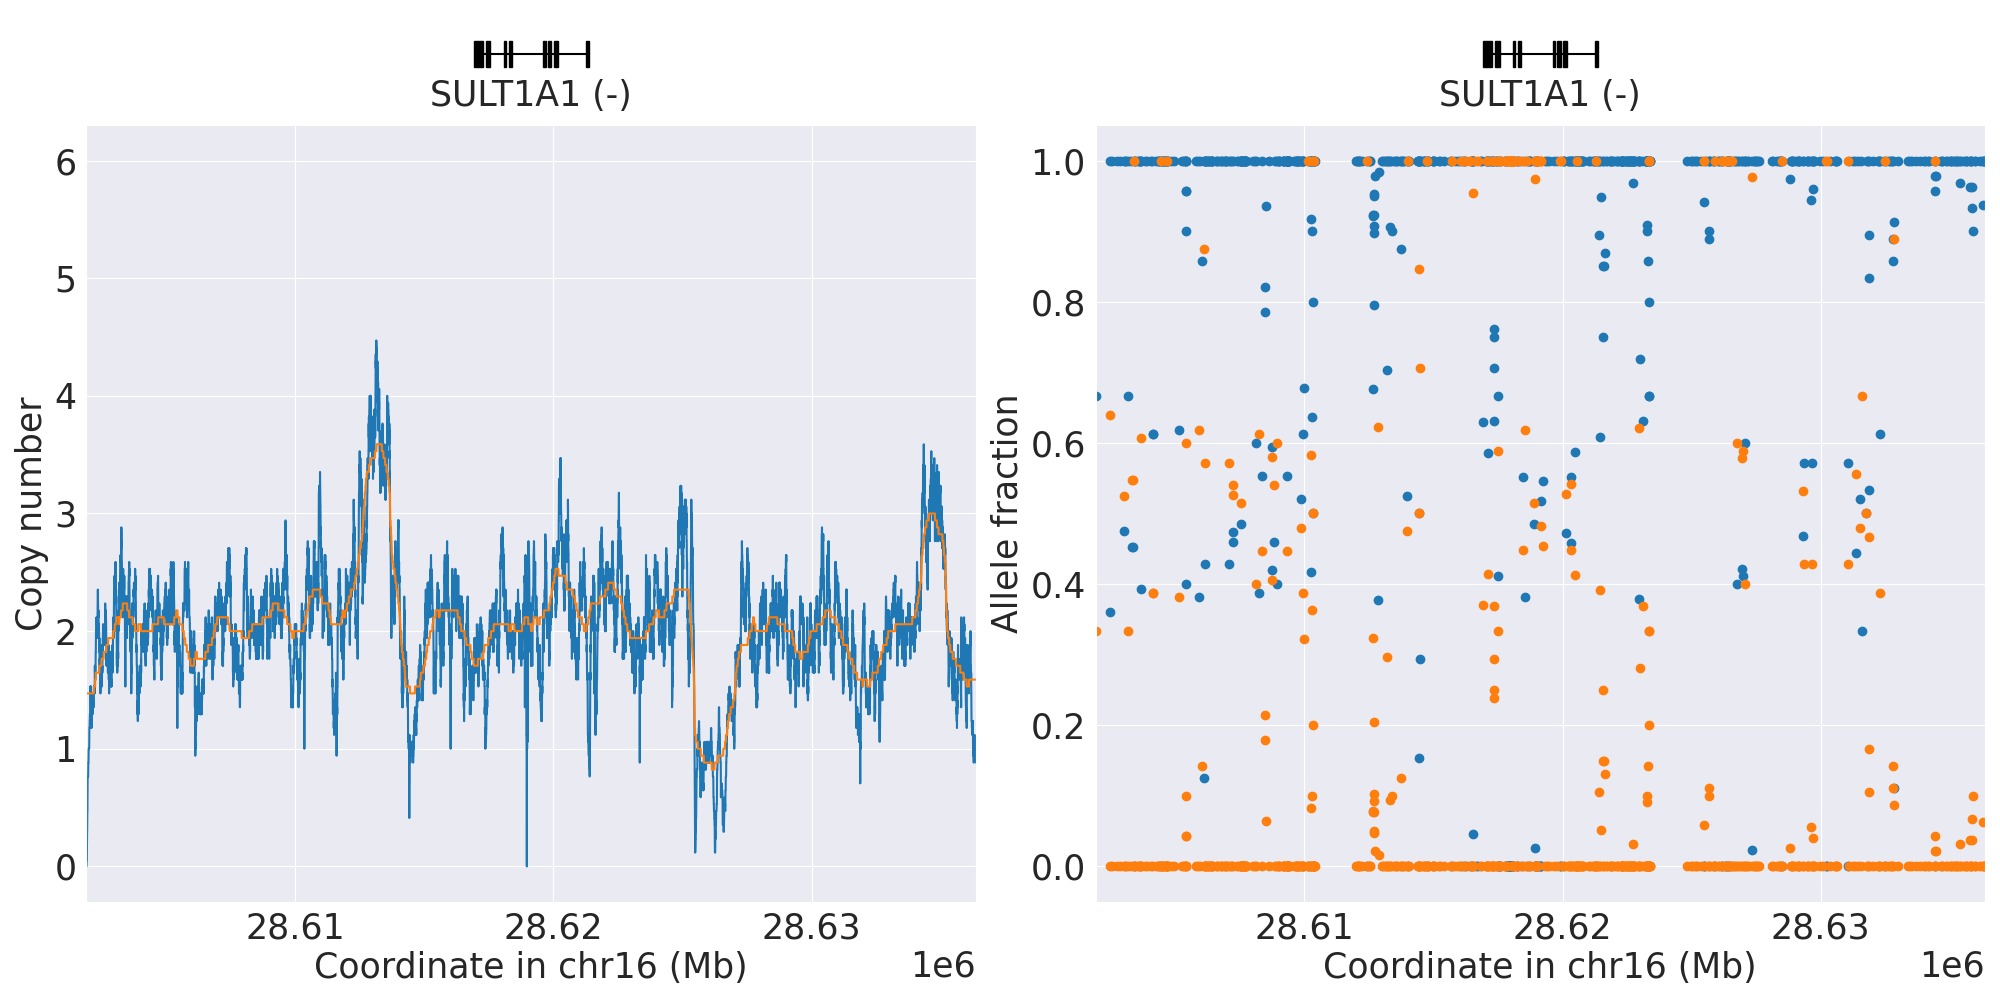 SULT1A1 (-)
Copy number
6
5
4
3
2
1
0
28.61
28.62
28.63
Coordinate in chr16 (Mb)
1e6
SULT1A1 (-)
Allele fraction
1.0
0.8
0.6
0.4
0.2
0.0
28.61
28.62
28.63
Coordinate in chr16 (Mb)
1e6